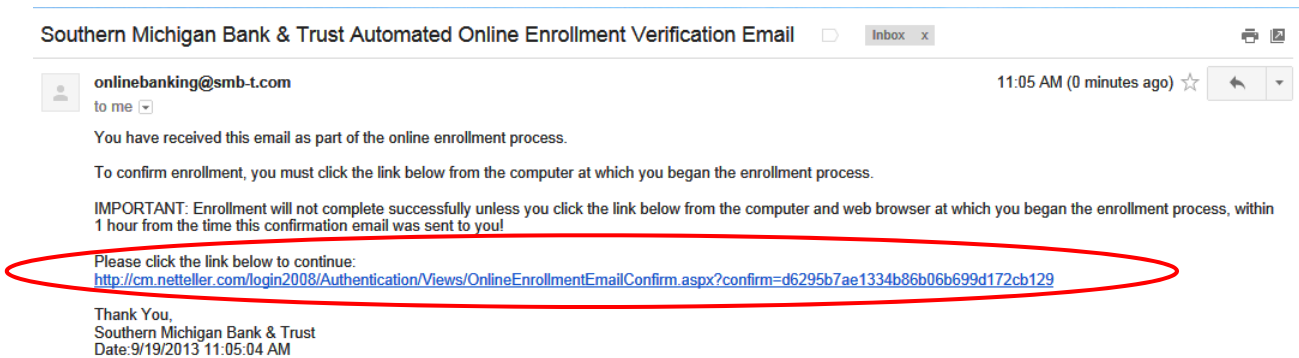 Southern Michigan Bank & Trust Automated Online Enrollment Verification Email Inbox x
onlinebanking@smb-t.com 11:05 AM (0 minutes ago)
to me
You have received this email as part of the online enrollment process.
To confirm enrollment, you must click the link below from the computer at which you began the enrollment process.
IMPORTANT: Enrollment will not complete successfully unless you click the link below from the computer and web browser at which you began the enrollment process, within
1 hour from the time this confirmation email was sent to you!
Please click the link below to continue:
http://cm.netteller.com/login2008/Authentication/Views/OnlineEnrollmentEmailConfirm.aspx?confirm=d6295b7ae1334b86b06b699d172cb129
Thank You,
Southern Michigan Bank & Trust
Date:9/19/2013 11:05:04 AM